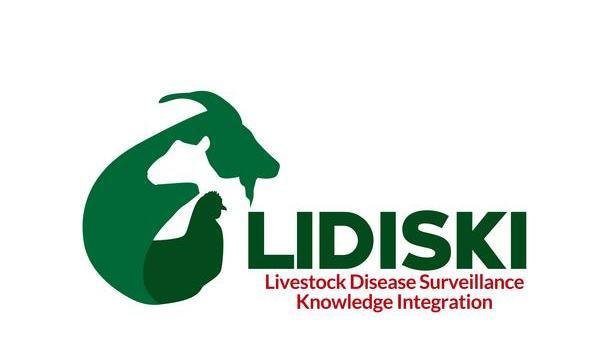 LIDISKI
Livestock Disease Surveillance
Knowledge Integration